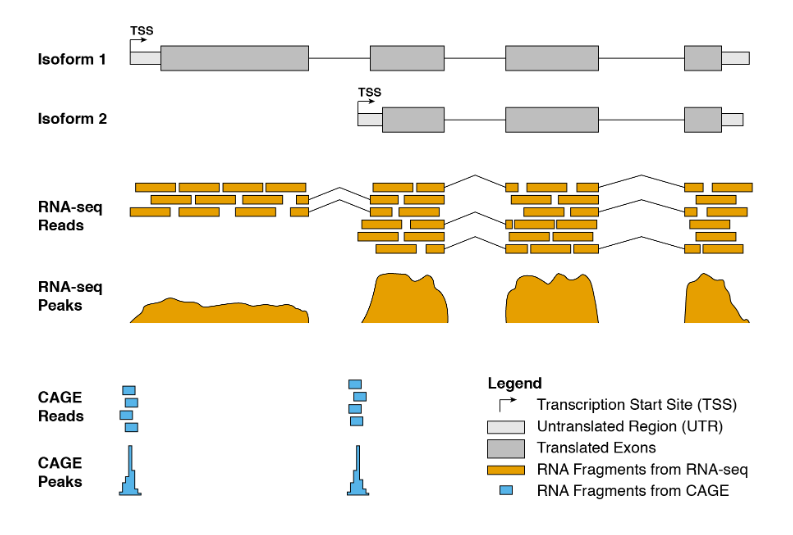 TSS
Isoform 1
TSS
Isoform 2
RNA-seq
Reads
RNA-seq
Peaks
CAGE
Reads
CAGE
Peaks
Legend
Transcription Start Site (TSS)
Untranslated Region (UTR)
Translated Exons
RNA Fragments from RNA-seq
RNA Fragments from CAGE